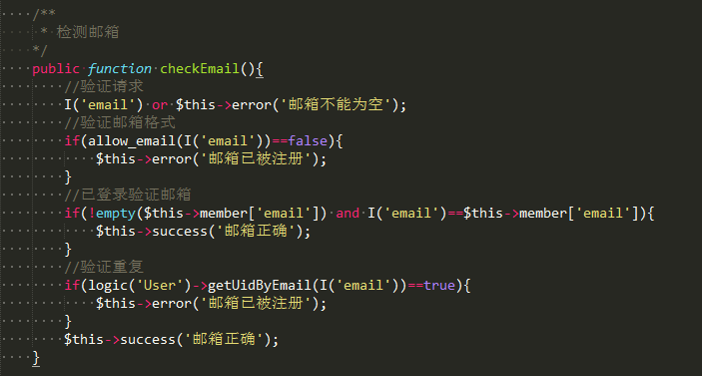 /**
 * 检测邮箱
*/
public function checkEmail(){
    //验证请求
    I('email') or $this->error('邮箱不能为空');
    //验证邮箱格式
    if(allow_email(I('email'))==false){
        $this->error('邮箱已被注册');
    }
    //已登录验证邮箱
    if(!empty($this->member['email']) and I('email')==$this->member['email']){
        $this->success('邮箱正确');
    }
    //验证重复
    if(logic('User')->getUidByEmail(I('email'))==true){
        $this->error('邮箱已被注册');
    }
    $this->success('邮箱正确');
}